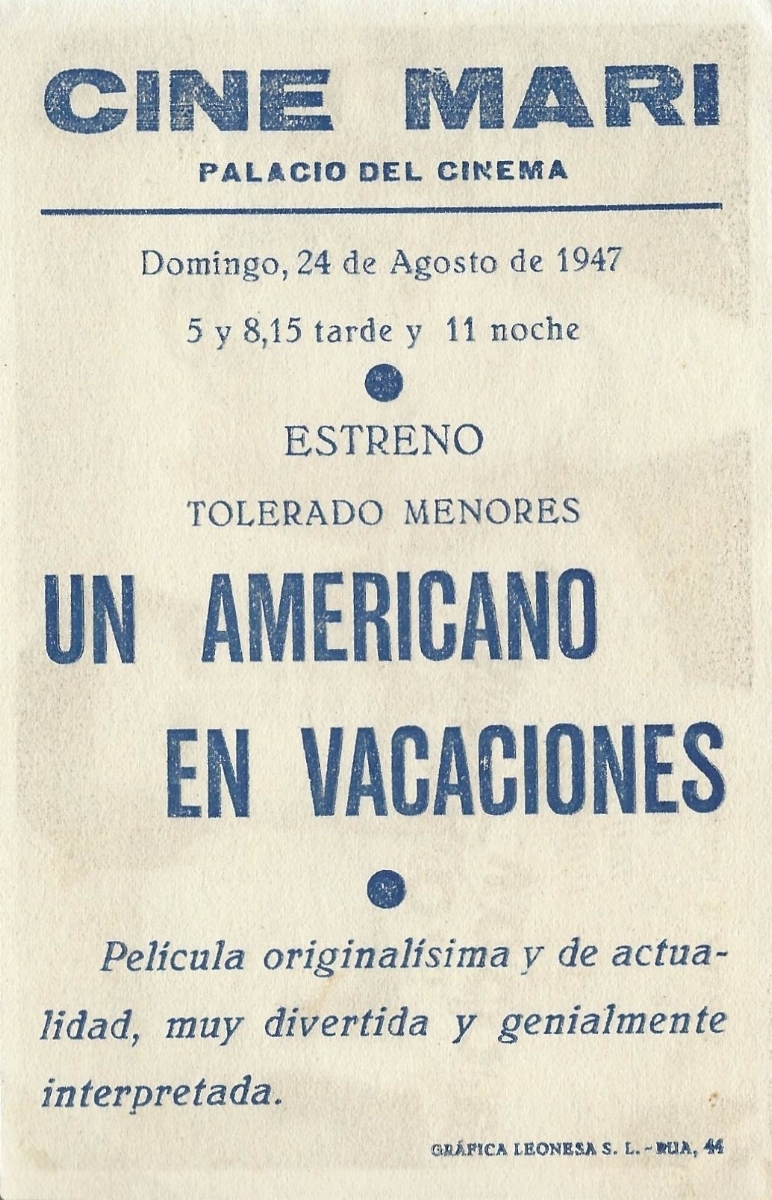 CINE MARI
PALACIO DEL CINEMA
Domingo, 24 de Agosto de 1947
5 y 8,15 tarde y 11 noche
ESTRENO
TOLERADO MENORES
UN AMERICANO
EN VACACIONES
Película originalísima y de actua-
lidad, muy divertida y genialmente
interpretada.
GRÁFICA LEONESA S. L. - RUA, 44